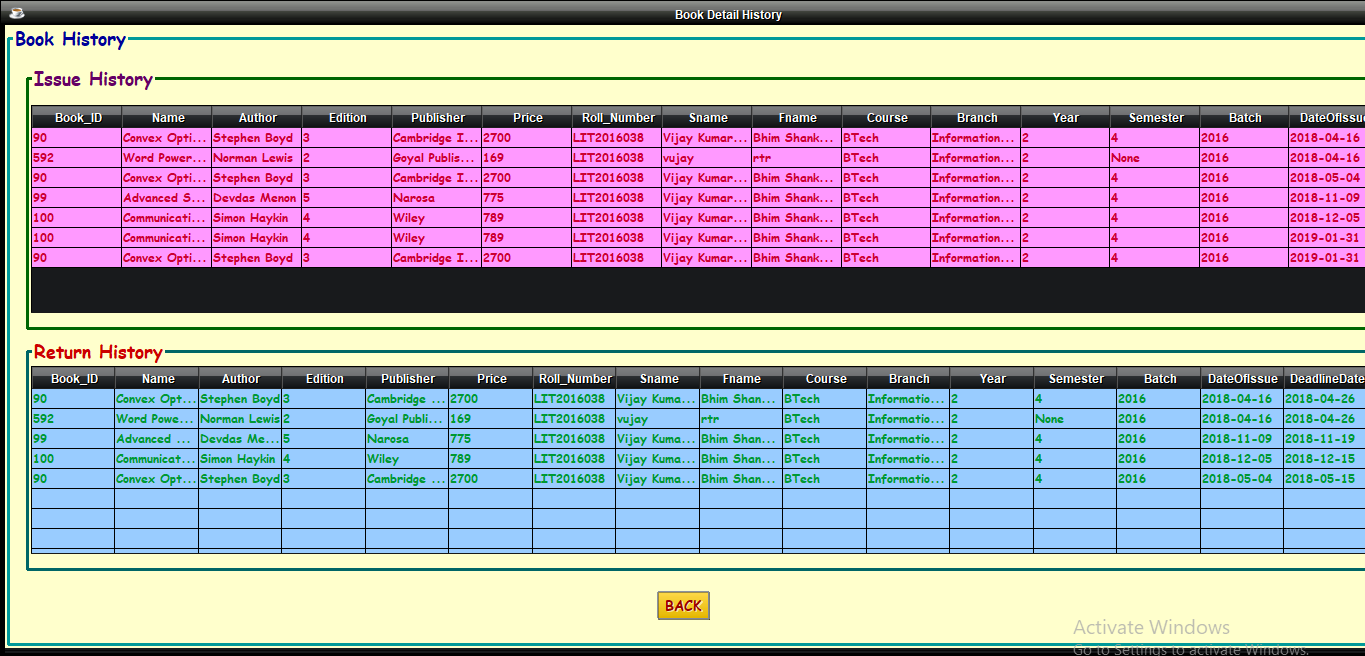 Book Detail History
Book History
Issue History
Book_ID Name Author Edition Publisher Price Roll_Number Sname Fname Course Branch Year Semester Batch DateOfIssu
90 Convex Opti... Stephen Boyd 3 Cambridge I... 2700 LIT2016038 Vijay Kumar... Bhim Shank... BTech Information... 2 4 2016 2018-04-16
592 Word Power... Norman Lewis 2 Goyal Publis... 169 LIT2016038 vujay rtr BTech Information... 2 None 2016 2018-04-16
90 Convex Opti... Stephen Boyd 3 Cambridge I... 2700 LIT2016038 Vijay Kumar... Bhim Shank... BTech Information... 2 4 2016 2018-05-04
99 Advanced S... Devdas Menon 5 Narosa 775 LIT2016038 Vijay Kumar... Bhim Shank... BTech Information... 2 4 2016 2018-11-09
100 Communicati... Simon Haykin 4 Wiley 789 LIT2016038 Vijay Kumar... Bhim Shank... BTech Information... 2 4 2016 2018-12-05
100 Communicati... Simon Haykin 4 Wiley 789 LIT2016038 Vijay Kumar... Bhim Shank... BTech Information... 2 4 2016 2019-01-31
90 Convex Opti... Stephen Boyd 3 Cambridge I... 2700 LIT2016038 Vijay Kumar... Bhim Shank... BTech Information... 2 4 2016 2019-01-31
Return History
Book_ID Name Author Edition Publisher Price Roll_Number Sname Fname Course Branch Year Semester Batch DateOfIssue DeadlineDate
90 Convex Opt... Stephen Boyd 3 Cambridge ... 2700 LIT2016038 Vijay Kuma... Bhim Shan... BTech Informatio... 2 4 2016 2018-04-16 2018-04-26
592 Word Powe... Norman Lewis 2 Goyal Publi... 169 LIT2016038 vujay rtr BTech Informatio... 2 None 2016 2018-04-16 2018-04-26
99 Advanced ... Devdas Me... 5 Narosa 775 LIT2016038 Vijay Kuma... Bhim Shan... BTech Informatio... 2 4 2016 2018-11-09 2018-11-19
100 Communicat... Simon Haykin 4 Wiley 789 LIT2016038 Vijay Kuma... Bhim Shan... BTech Informatio... 2 4 2016 2018-12-05 2018-12-15
90 Convex Opt... Stephen Boyd 3 Cambridge ... 2700 LIT2016038 Vijay Kuma... Bhim Shan... BTech Informatio... 2 4 2016 2018-05-04 2018-05-15
BACK
Activate Windows
Go to Settings to activate Windows.